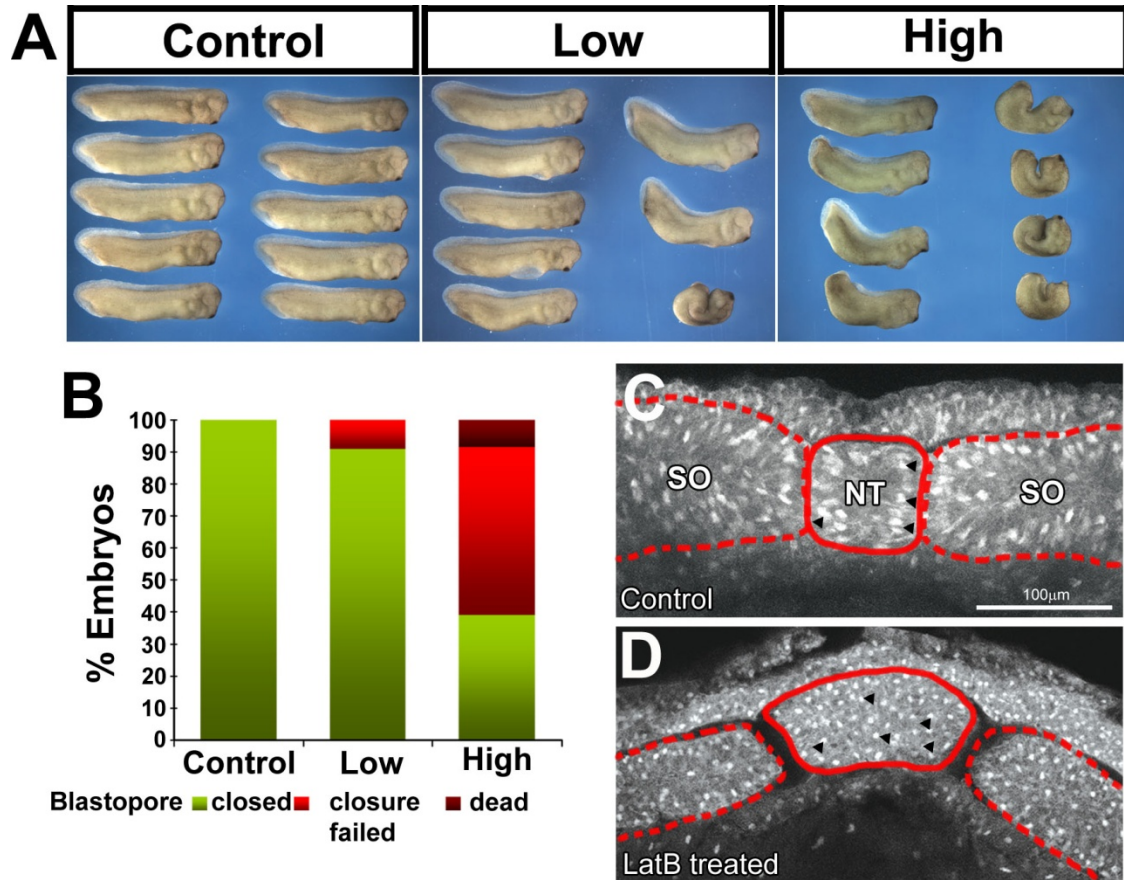 A
Control
Low
High
B
% Embryos
100
90
80
70
60
50
40
30
20
10
0
Control
Low
High
Blastopore closed closure failed dead
C
SO
NT
SO
Control
100µm
D
LatB treated